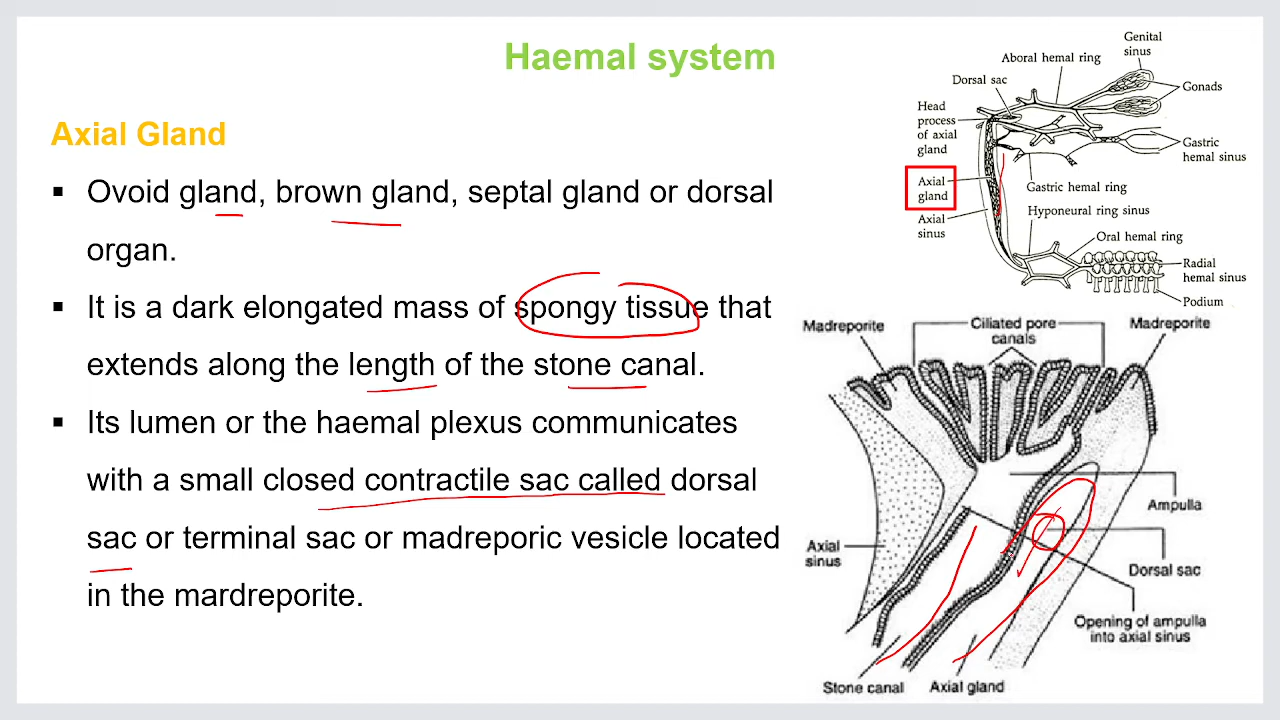 Haemal system
Axial Gland
▪ Ovoid gland, brown gland, septal gland or dorsal
organ.
▪ It is a dark elongated mass of spongy tissue that
extends along the length of the stone canal.
▪ Its lumen or the haemal plexus communicates
with a small closed contractile sac called dorsal
sac or terminal sac or madreporic vesicle located
in the mardreporite.
Genital
sinus
Aboral hemal ring
Dorsal sac
Gonads
Head
process
of axial
gland
Gastric
hemal sinus
Axial
gland
Gastric hemal ring
Axial
sinus
Hyponeural ring sinus
Oral hemal ring
Radial
hemal sinus
Podium
Madreporite
Ciliated pore
canals
Madreporite
Ampulla
Axial
sinus
Dorsal sac
Opening of ampulla
into axial sinus
Stone canal
Axial gland